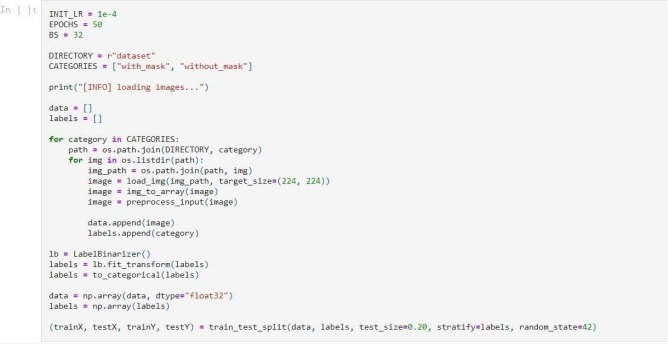 In [ ]:
INIT_LR = 1e-4
EPOCHS = 50
BS = 32
DIRECTORY = r"dataset"
CATEGORIES = ["with_mask", "without_mask"]
print("[INFO] loading images...")
data = []
labels = []
for category in CATEGORIES:
    path = os.path.join(DIRECTORY, category)
    for img in os.listdir(path):
        img_path = os.path.join(path, img)
        image = load_img(img_path, target_size=(224, 224))
        image = img_to_array(image)
        image = preprocess_input(image)
        data.append(image)
        labels.append(category)
lb = LabelBinarizer()
labels = lb.fit_transform(labels)
labels = to_categorical(labels)
data = np.array(data, dtype="float32")
labels = np.array(labels)
(trainX, testX, trainY, testY) = train_test_split(data, labels, test_size=0.20, stratify=labels, random_state=42)